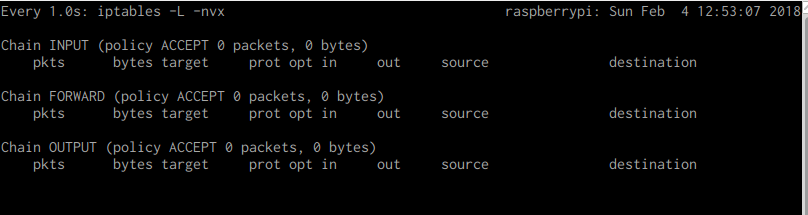 Every 1.0s: iptables -L -nvx raspberrypi: Sun Feb 4 12:53:07 2018
Chain INPUT (policy ACCEPT 0 packets, 0 bytes)
pkts bytes target prot opt in out source destination
Chain FORWARD (policy ACCEPT 0 packets, 0 bytes)
pkts bytes target prot opt in out source destination
Chain OUTPUT (policy ACCEPT 0 packets, 0 bytes)
pkts bytes target prot opt in out source destination